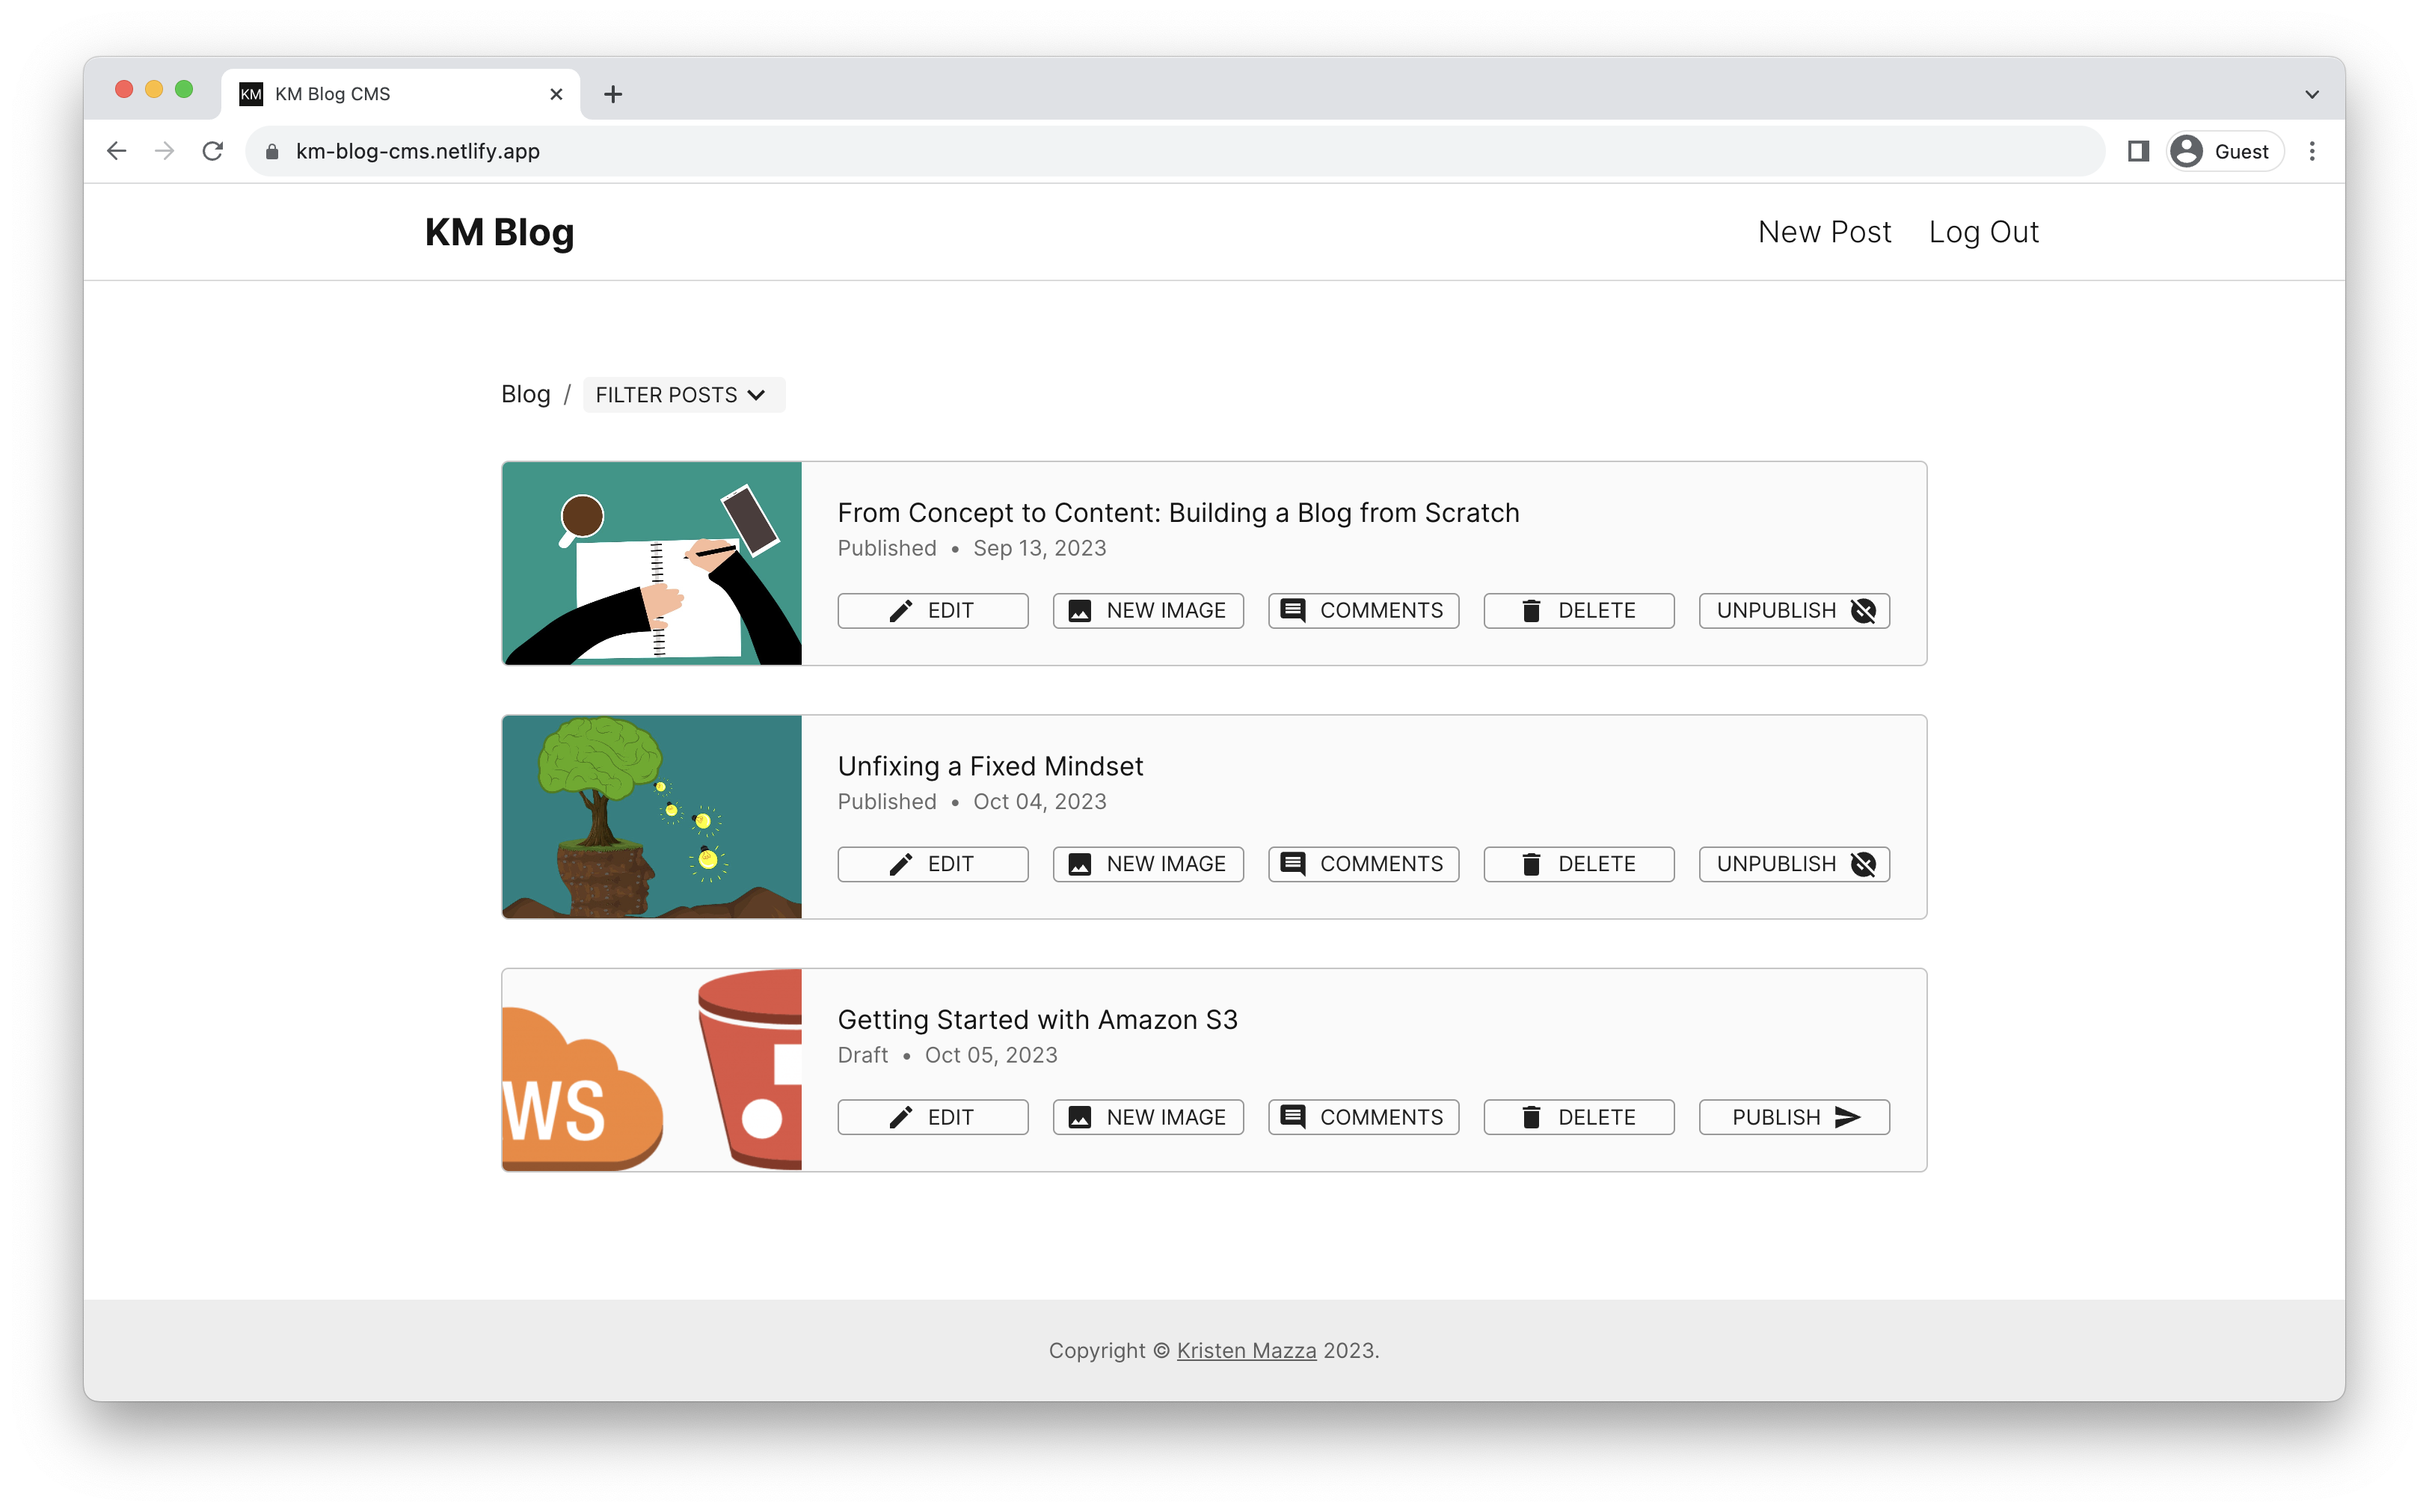 KM KM Blog CMS
km-blog-cms.netlify.app Guest
KM Blog New Post Log Out
Blog / FILTER POSTS
From Concept to Content: Building a Blog from Scratch
Published • Sep 13, 2023
EDIT NEW IMAGE COMMENTS DELETE UNPUBLISH
Unfixing a Fixed Mindset
Published • Oct 04, 2023
EDIT NEW IMAGE COMMENTS DELETE UNPUBLISH
WS
Getting Started with Amazon S3
Draft • Oct 05, 2023
EDIT NEW IMAGE COMMENTS DELETE PUBLISH
Copyright © Kristen Mazza 2023.